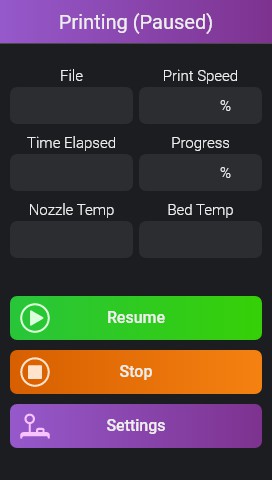 Printing (Paused)
File Print Speed
%
Time Elapsed Progress
%
Nozzle Temp Bed Temp
Resume
Stop
Settings